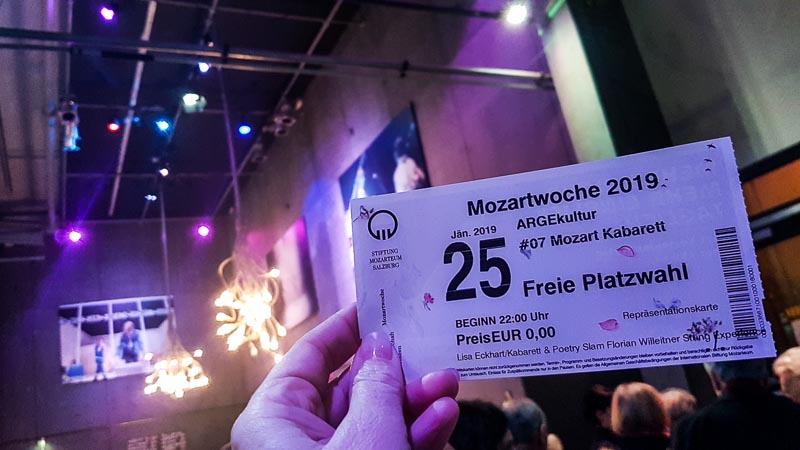 Mozartwoche 2019
ARGEkultur
Jän. 2019
#07 Mozart Kabarett
25
Freie Platzwahl
STIFTUNG
MOZARTEUM
SALZBURG
Mozartwoche
BEGINN 22:00 Uhr
Repräsentationskarte
PreisEUR 0,00
Lisa Eckhart/Kabarett & Poetry Slam Florian Willeitner String Experience